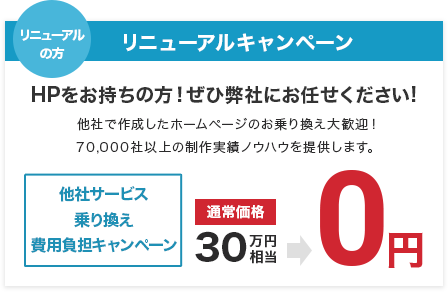 リニューアル
の方
リニューアルキャンペーン
HPをお持ちの方！ぜひ弊社にお任せください！
他社で作成したホームページのお乗り換え大歓迎！
70,000社以上の制作実績ノウハウを提供します。
他社サービス
乗り換え
費用負担キャンペーン
通常価格
30万円
相当
0円